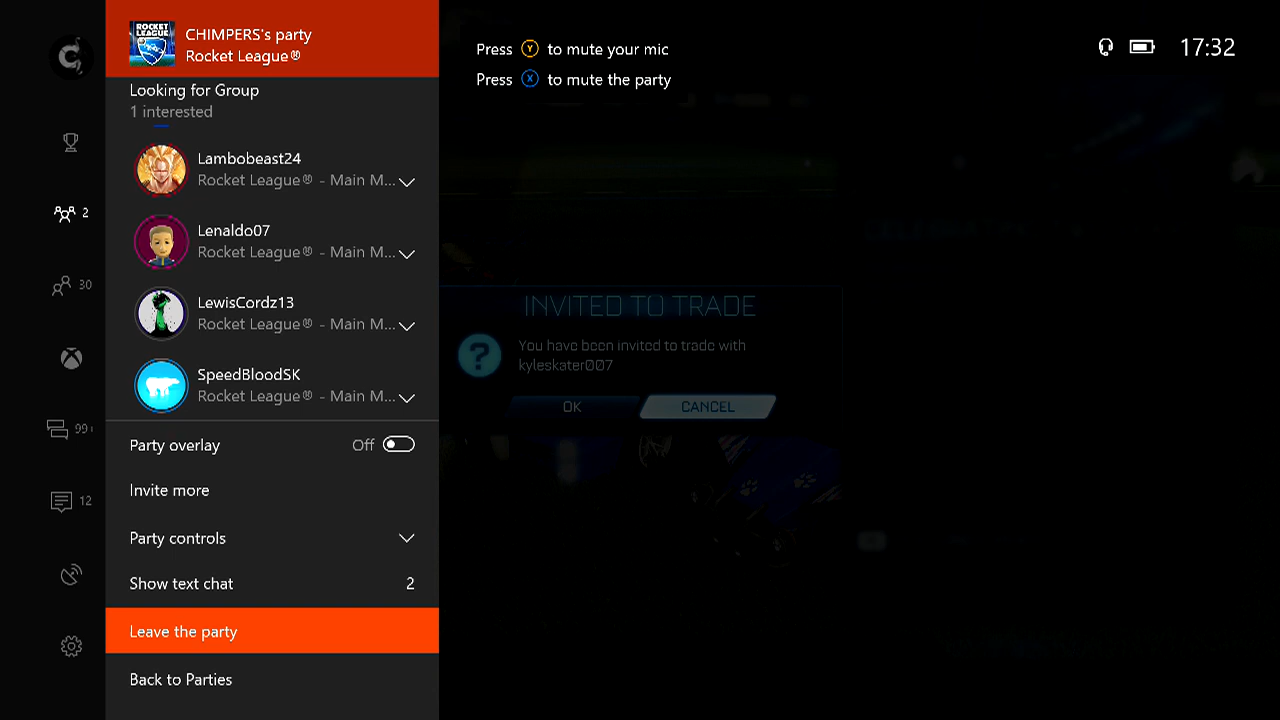 ROCKET
LEAGUE
CHIMPERS's party
Rocket League®
Looking for Group
1 interested
Lambobeast24
Rocket League® - Main M...
Lenaldo07
Rocket League® - Main M...
LewisCordz13
Rocket League® - Main M...
SpeedBloodSK
Rocket League® - Main M...
Party overlay Off
Invite more
Party controls
Show text chat 2
Leave the party
Back to Parties
2
30
99+
12
Press Y to mute your mic
Press X to mute the party
17:32
INVITED TO TRADE
You have been invited to trade with
kyleskater007
OK CANCEL